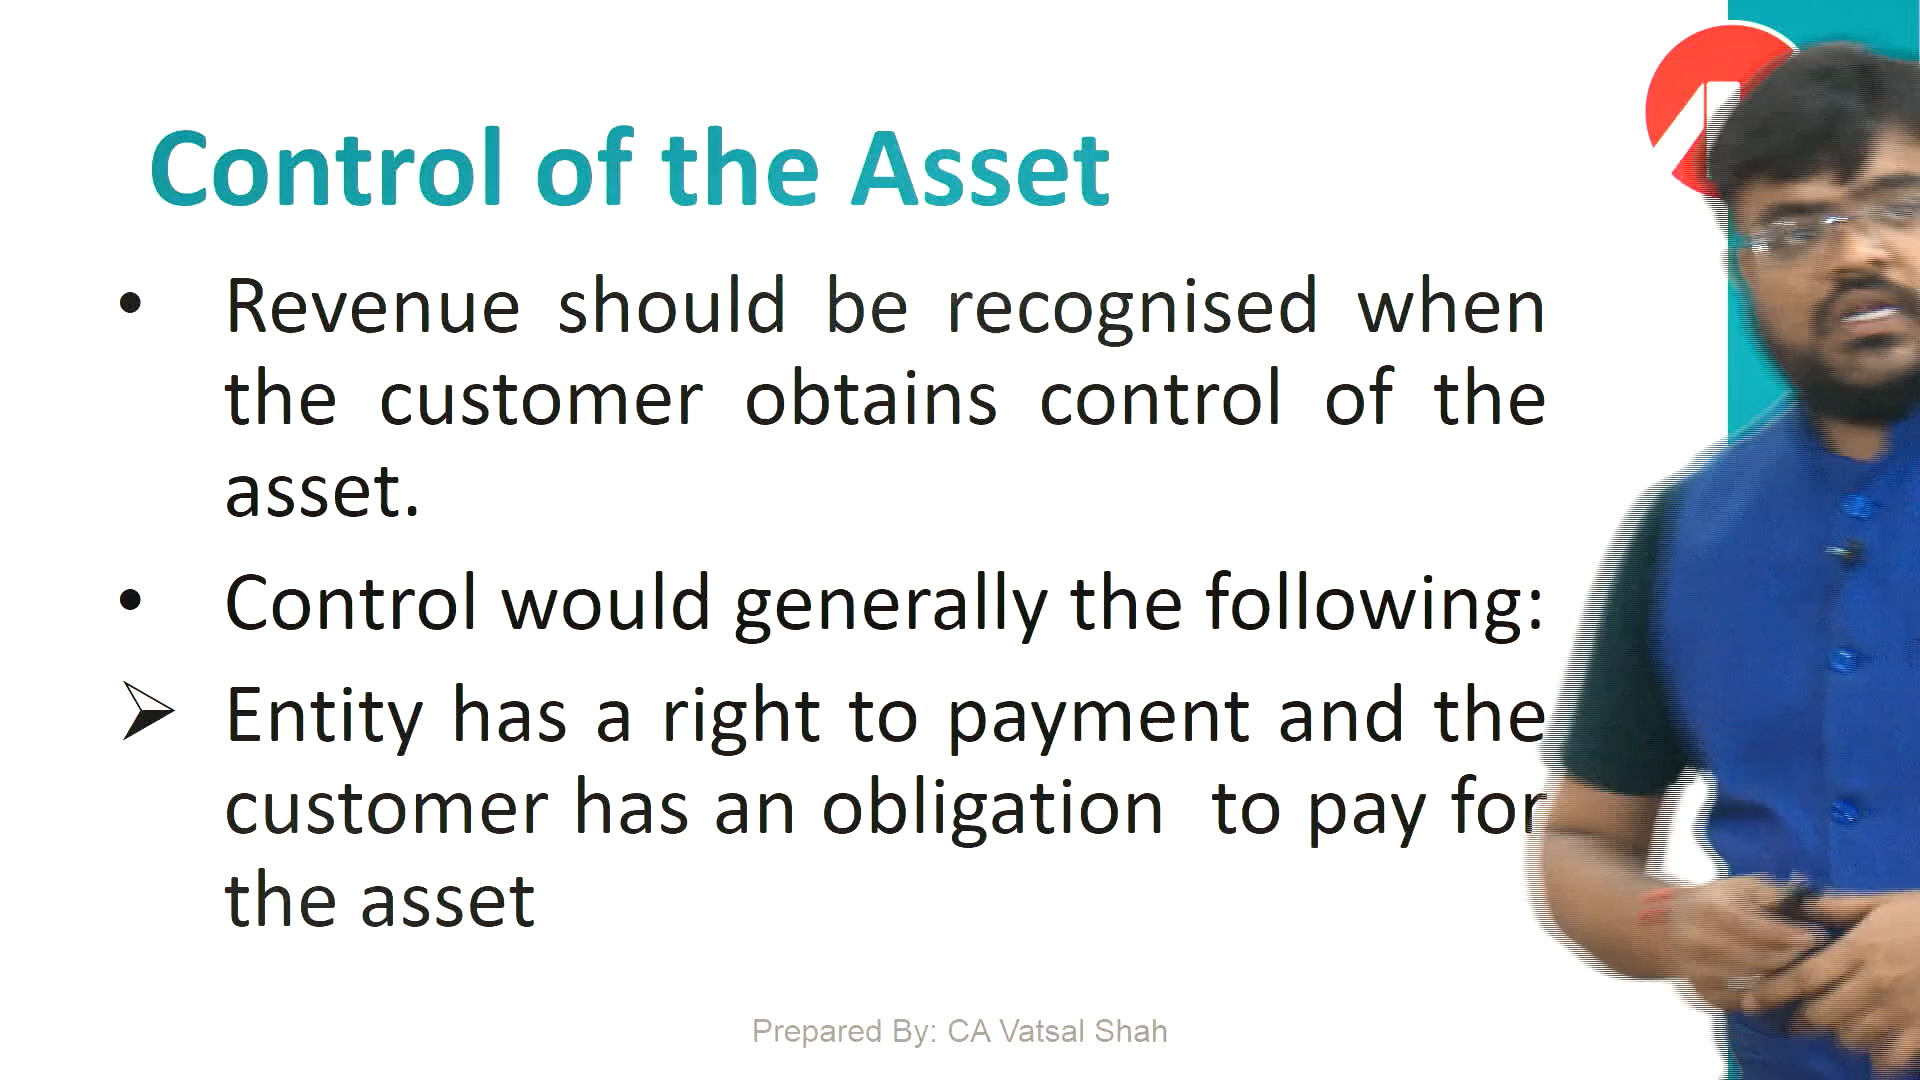 Control of the Asset
• Revenue should be recognised when
the customer obtains control of the
asset.
• Control would generally the following:
➢ Entity has a right to payment and the
customer has an obligation to pay for
the asset
Prepared By: CA Vatsal Shah